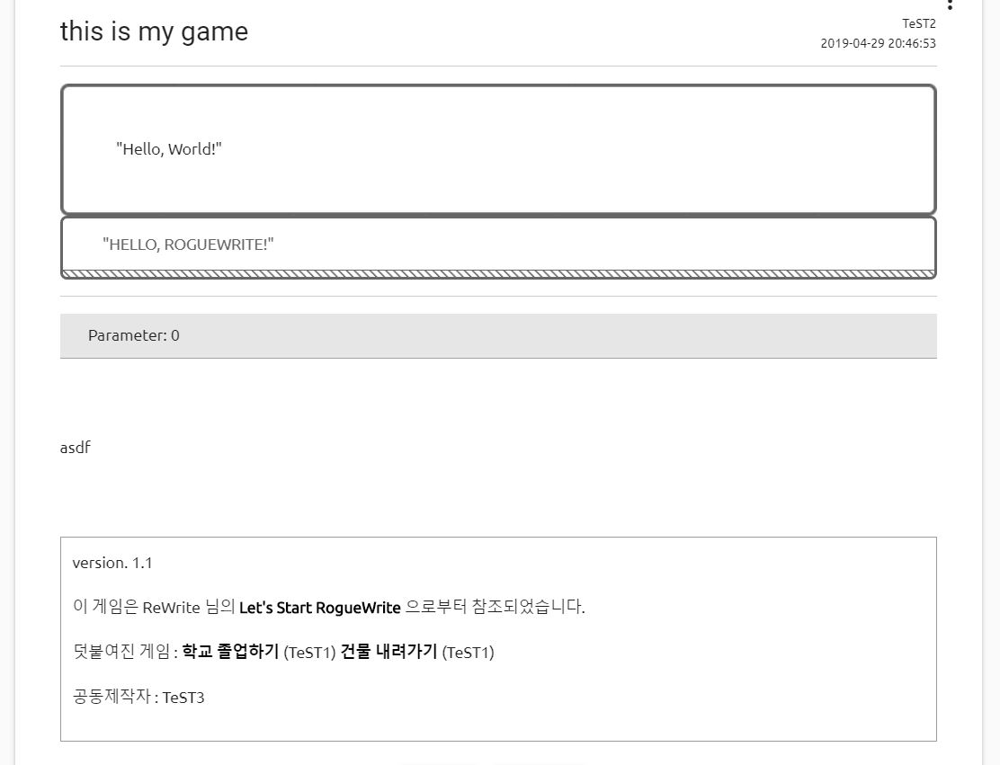 this is my game
TeST2
2019-04-29 20:46:53
"Hello, World!"
"HELLO, ROGUEWRITE!"
Parameter: 0
asdf
version. 1.1
이 게임은 ReWrite 님의 Let's Start RogueWrite 으로부터 참조되었습니다.
덧붙여진 게임 : 학교 졸업하기 (TeST1) 건물 내려가기 (TeST1)
공동제작자 : TeST3